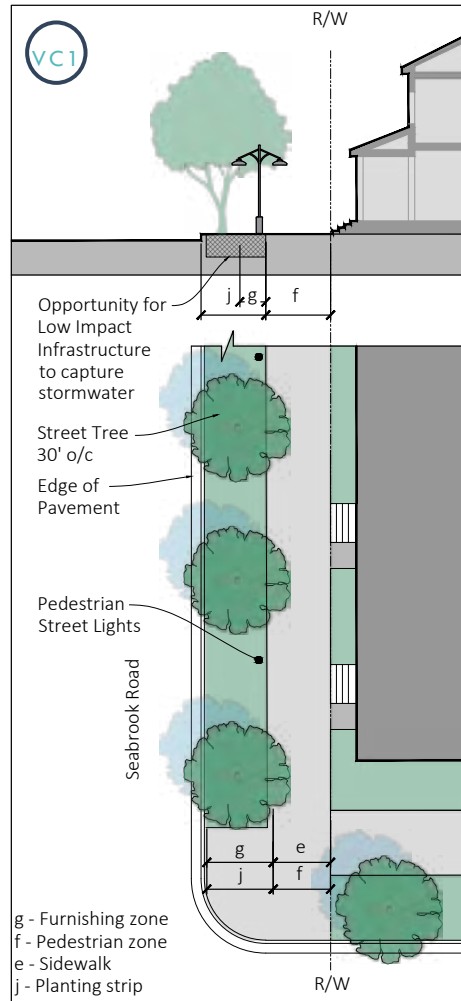 R/W
VC1
j
g
f
Opportunity for
Low Impact
Infrastructure
to capture
stormwater
Street Tree
30' o/c
Edge of
Pavement
Pedestrian
Street Lights
Seabrook Road
g
e
j
f
g - Furnishing zone
f - Pedestrian zone
e - Sidewalk
j - Planting strip
R/W